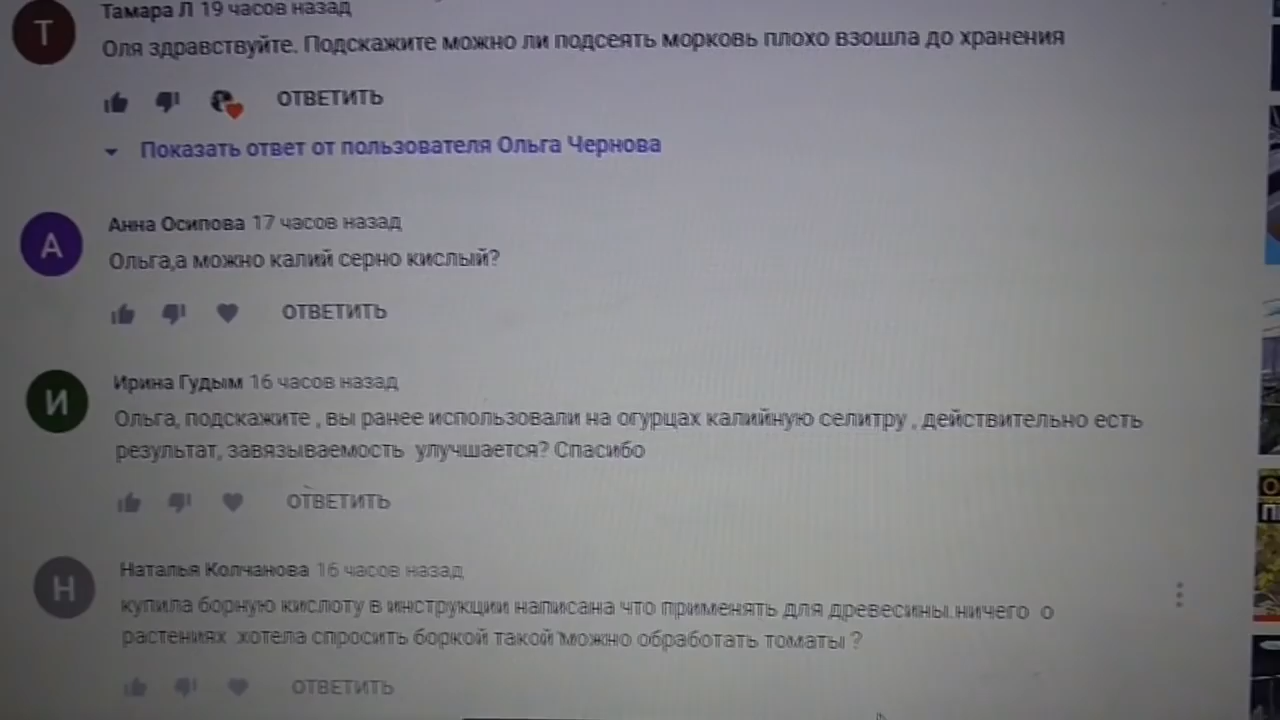 Т
Тамара Л 19 часов назад
Оля здравствуйте. Подскажите можно ли подсеять морковь плохо взошла до хранения
ОТВЕТИТЬ
Показать ответ от пользователя Ольга Чернова
А
Анна Осипова 17 часов назад
Ольга,а можно калий серно кислый?
ОТВЕТИТЬ
И
Ирина Гудым 16 часов назад
Ольга, подскажите , вы ранее использовали на огурцах калийную селитру , действительно есть
результат, завязываемость улучшается? Спасибо
ОТВЕТИТЬ
Н
Наталья Колчанова 16 часов назад
купила борную кислоту в инструкции написана что применять для древесины.ничего о
растениях хотела спросить боркой такой можно обработать томаты ?
ОТВЕТИТЬ